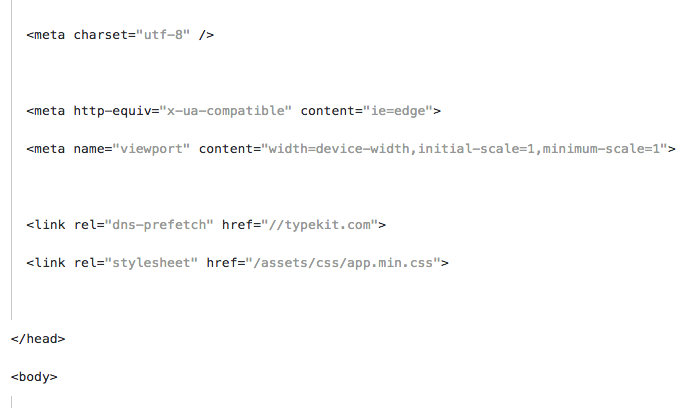 <meta charset="utf-8" />
<meta http-equiv="x-ua-compatible" content="ie=edge">
<meta name="viewport" content="width=device-width,initial-scale=1,minimum-scale=1">
<link rel="dns-prefetch" href="//typekit.com">
<link rel="stylesheet" href="/assets/css/app.min.css">
</head>
<body>